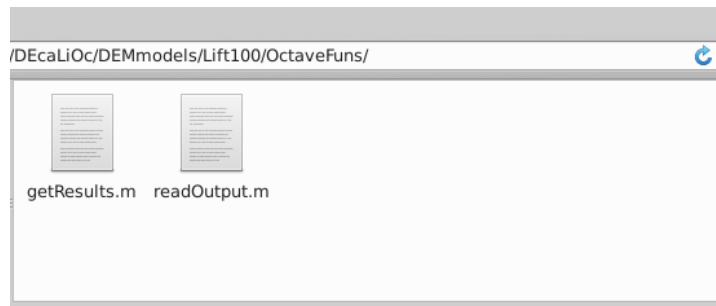 /DEcaLiOc/DEMmodels/Lift100/OctaveFuns/
getResults.m readOutput.m